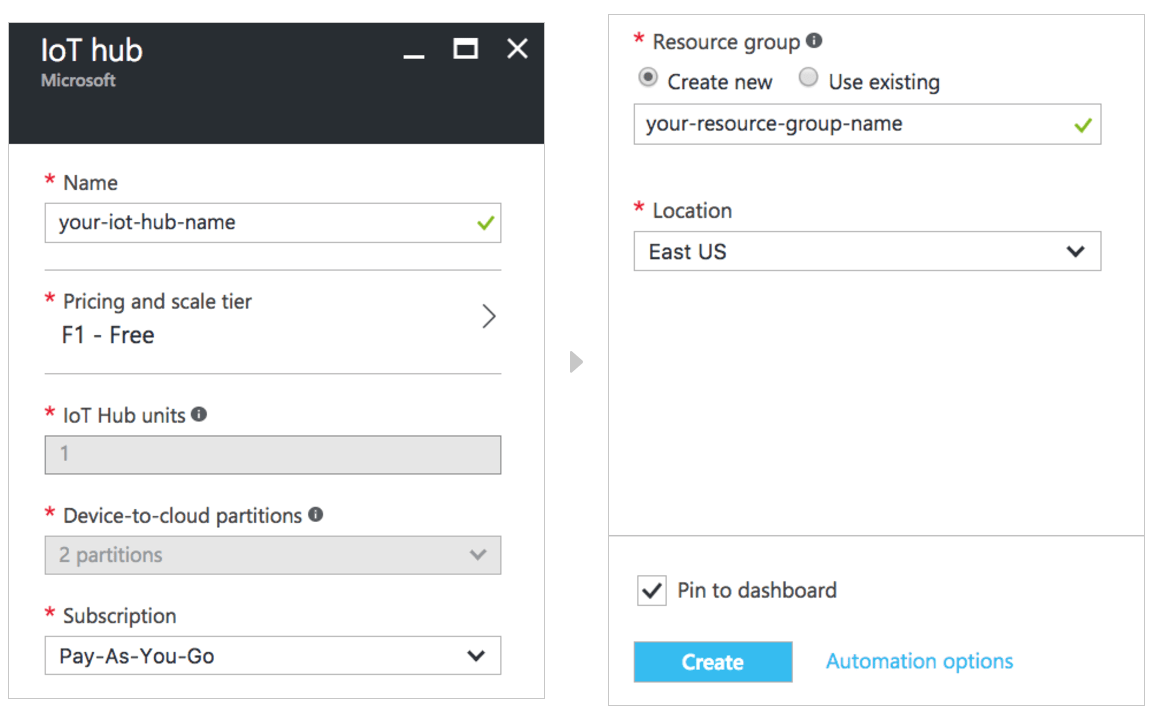 IoT hub
Microsoft
* Name
your-iot-hub-name
* Pricing and scale tier
F1 - Free
* IoT Hub units
1
* Device-to-cloud partitions
2 partitions
* Subscription
Pay-As-You-Go
* Resource group
Create new Use existing
your-resource-group-name
* Location
East US
Pin to dashboard
Create Automation options